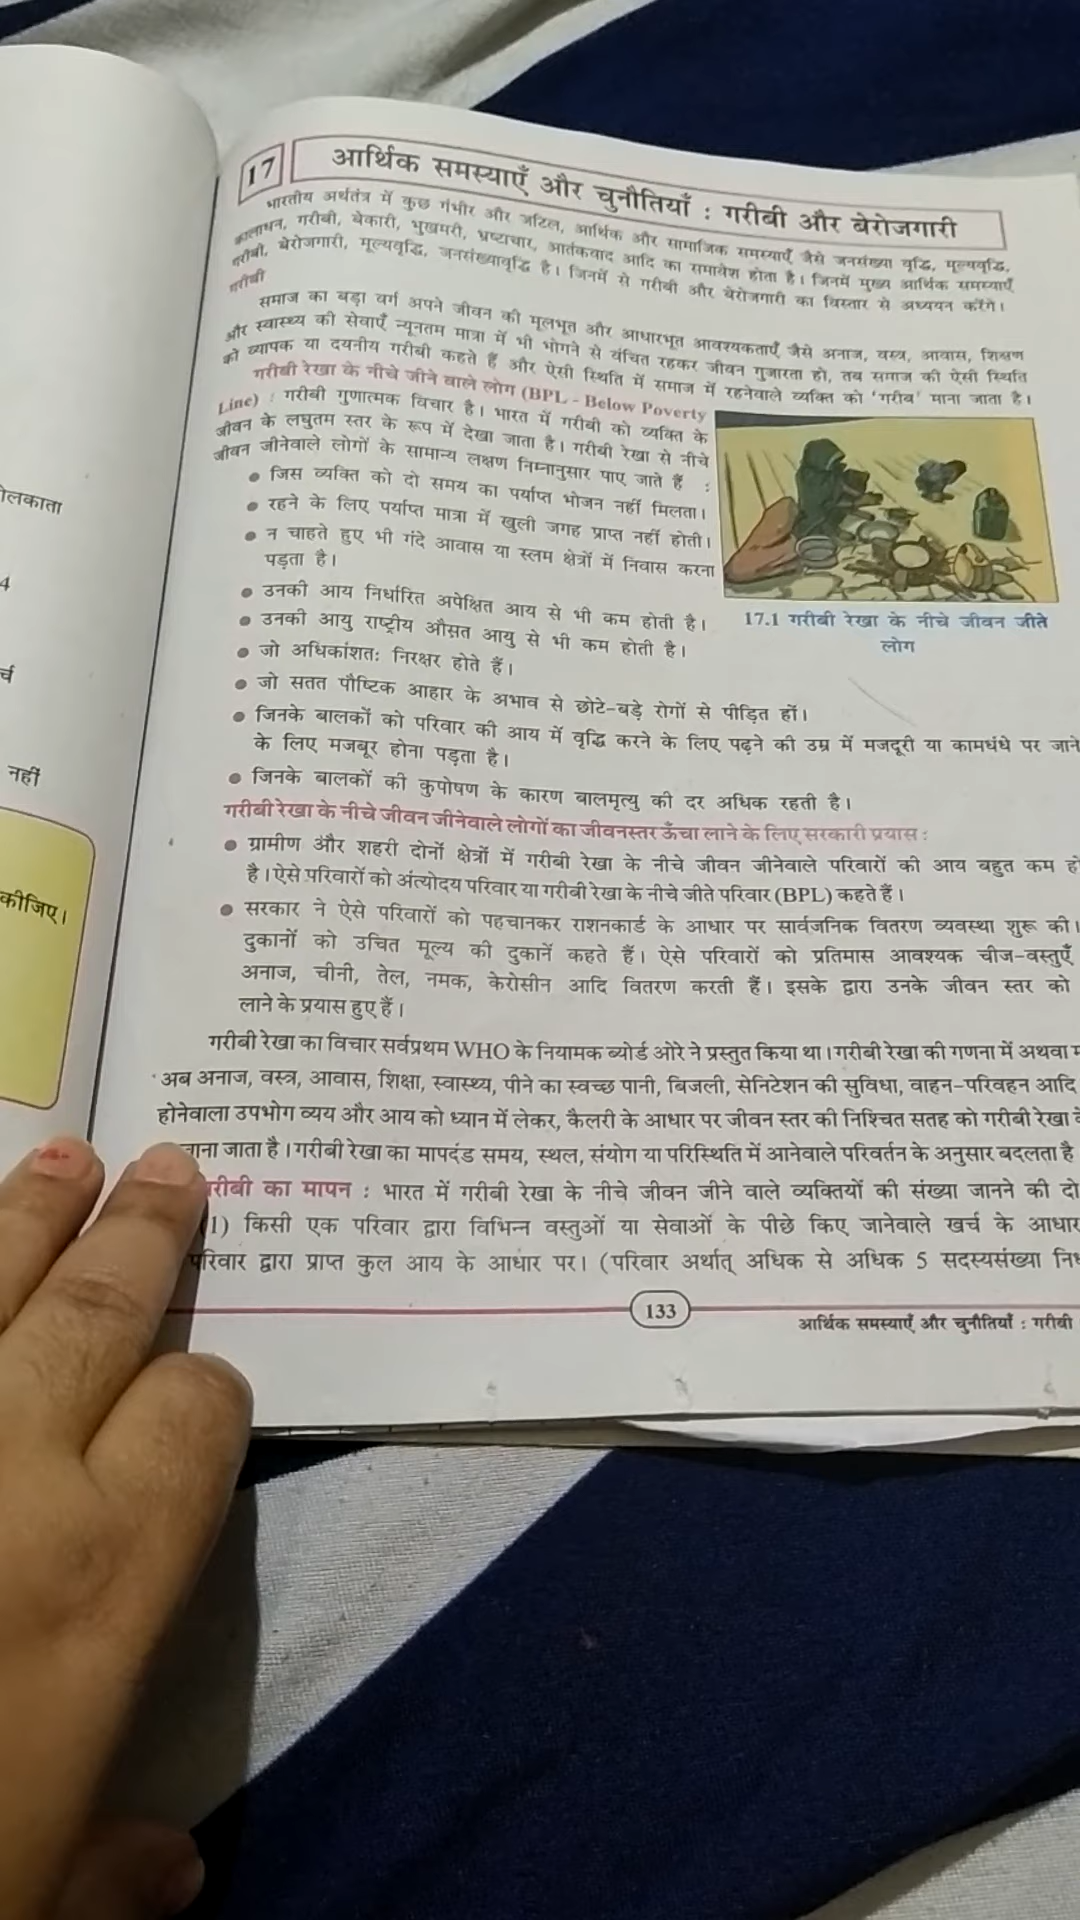 ोलकाता
4
र्च
नहीं
कीजिए।
17
आर्थिक समस्याएँ और चुनौतियाँ : गरीबी और बेरोजगारी
भारतीय अर्थतंत्र में कुछ गंभीर और जटिल, आर्थिक और सामाजिक समस्याएँ जैसे जनसंख्या वृद्धि, मूल्यवृद्धि,
कालाधन, गरीबी, बेकारी, भुखमरी, भ्रष्टाचार, आतंकवाद आदि का समावेश होता है। जिनमें मुख्य आर्थिक समस्याएँ
गरीबी, बेरोजगारी, मूल्यवृद्धि, जनसंख्यावृद्धि है। जिनमें से गरीबी और बेरोजगारी का विस्तार से अध्ययन करेंगे।
गरीबी
समाज का बड़ा वर्ग अपने जीवन की मूलभूत और आधारभूत आवश्यकताएँ जैसे अनाज, वस्त्र, आवास, शिक्षण
और स्वास्थ्य की सेवाएँ न्यूनतम मात्रा में भी भोगने से वंचित रहकर जीवन गुजारता हो, तब समाज की ऐसी स्थिति
को व्यापक या दयनीय गरीबी कहते हैं और ऐसी स्थिति में समाज में रहनेवाले व्यक्ति को 'गरीब' माना जाता है।
गरीबी रेखा के नीचे जीने वाले लोग (BPL - Below Poverty
Line) : गरीबी गुणात्मक विचार है। भारत में गरीबी को व्यक्ति के
जीवन के लघुतम स्तर के रूप में देखा जाता है। गरीबी रेखा से नीचे
जीवन जीनेवाले लोगों के सामान्य लक्षण निम्नानुसार पाए जाते हैं :
● जिस व्यक्ति को दो समय का पर्याप्त भोजन नहीं मिलता।
● रहने के लिए पर्याप्त मात्रा में खुली जगह प्राप्त नहीं होती।
● न चाहते हुए भी गंदे आवास या स्लम क्षेत्रों में निवास करना
पड़ता है।
● उनकी आय निर्धारित अपेक्षित आय से भी कम होती है।
● उनकी आयु राष्ट्रीय औसत आयु से भी कम होती है।
17.1 गरीबी रेखा के नीचे जीवन जीते
लोग
● जो अधिकांशतः निरक्षर होते हैं।
● जो सतत पौष्टिक आहार के अभाव से छोटे-बड़े रोगों से पीड़ित हों।
● जिनके बालकों को परिवार की आय में वृद्धि करने के लिए पढ़ने की उम्र में मजदूरी या कामधंधे पर जाने
के लिए मजबूर होना पड़ता है।
● जिनके बालकों की कुपोषण के कारण बालमृत्यु की दर अधिक रहती है।
गरीबी रेखा के नीचे जीवन जीनेवाले लोगों का जीवनस्तर ऊँचा लाने के लिए सरकारी प्रयास :
● ग्रामीण और शहरी दोनों क्षेत्रों में गरीबी रेखा के नीचे जीवन जीनेवाले परिवारों की आय बहुत कम हो
है। ऐसे परिवारों को अंत्योदय परिवार या गरीबी रेखा के नीचे जीते परिवार (BPL) कहते हैं।
● सरकार ने ऐसे परिवारों को पहचानकर राशनकार्ड के आधार पर सार्वजनिक वितरण व्यवस्था शुरू की।
दुकानों को उचित मूल्य की दुकानें कहते हैं। ऐसे परिवारों को प्रतिमास आवश्यक चीज-वस्तुएँ
अनाज, चीनी, तेल, नमक, केरोसीन आदि वितरण करती हैं। इसके द्वारा उनके जीवन स्तर को
लाने के प्रयास हुए हैं।
गरीबी रेखा का विचार सर्वप्रथम WHO के नियामक ब्योर्ड ओरे ने प्रस्तुत किया था। गरीबी रेखा की गणना में अथवा
अब अनाज, वस्त्र, आवास, शिक्षा, स्वास्थ्य, पीने का स्वच्छ पानी, बिजली, सेनिटेशन की सुविधा, वाहन-परिवहन आदि
होनेवाला उपभोग व्यय और आय को ध्यान में लेकर, कैलरी के आधार पर जीवन स्तर की निश्चित सतह को गरीबी रेखा
जाना जाता है। गरीबी रेखा का मापदंड समय, स्थल, संयोग या परिस्थिति में आनेवाले परिवर्तन के अनुसार बदलता है
गरीबी का मापन : भारत में गरीबी रेखा के नीचे जीवन जीने वाले व्यक्तियों की संख्या जानने की दो
(1) किसी एक परिवार द्वारा विभिन्न वस्तुओं या सेवाओं के पीछे किए जानेवाले खर्च के आधार
परिवार द्वारा प्राप्त कुल आय के आधार पर। (परिवार अर्थात् अधिक से अधिक 5 सदस्यसंख्या
133
आर्थिक समस्याएँ और चुनौतियाँ : गरीबी